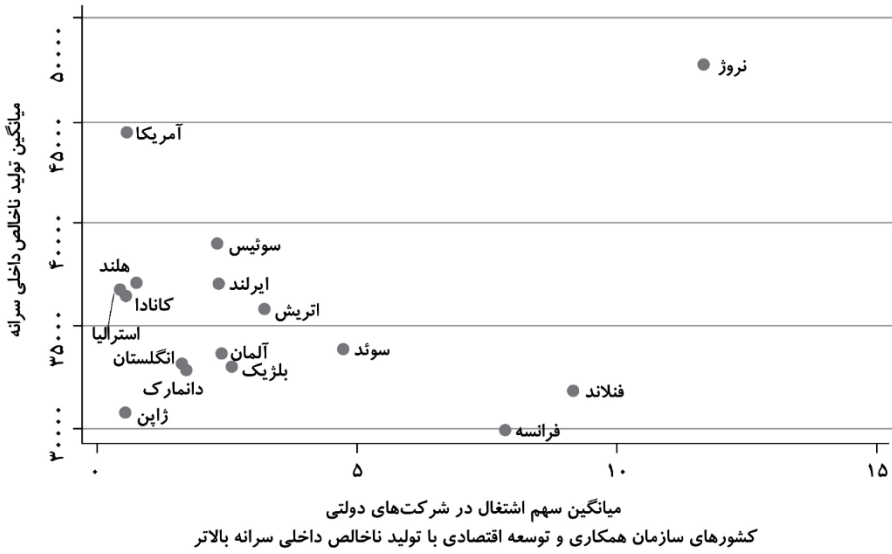 میانگین تولید ناخالص داخلی سرانه
۵۰۰۰۰
۴۵۰۰۰
۴۰۰۰۰
۳۵۰۰۰
۳۰۰۰۰
نروژ
آمریکا
سوئیس
هلند
ایرلند
کانادا
اتریش
استرالیا
سوئد
آلمان
انگلستان
بلژیک
دانمارک
فنلاند
ژاپن
فرانسه
۰ ۵ ۱۰ ۱۵
میانگین سهم اشتغال در شرکت‌های دولتی
کشورهای سازمان همکاری و توسعه اقتصادی با تولید ناخالص داخلی سرانه بالاتر